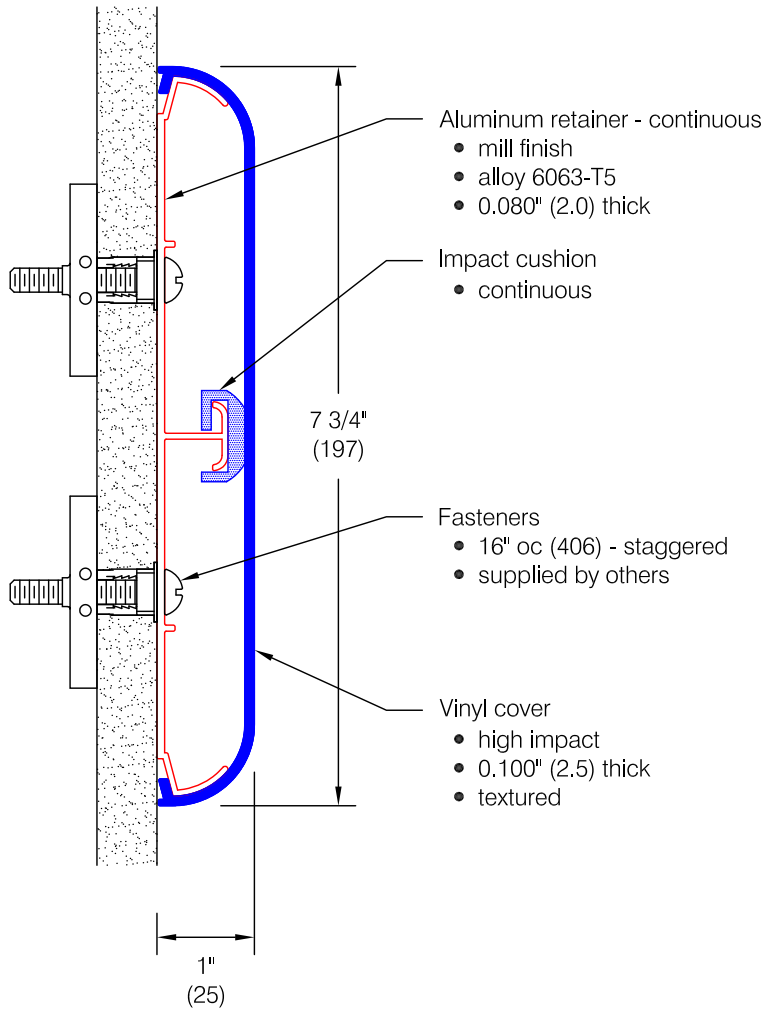 Aluminum retainer - continuous
• mill finish
• alloy 6063-T5
• 0.080" (2.0) thick
Impact cushion
• continuous
7 3/4"
(197)
Fasteners
• 16" oc (406) - staggered
• supplied by others
Vinyl cover
• high impact
• 0.100" (2.5) thick
• textured
1"
(25)